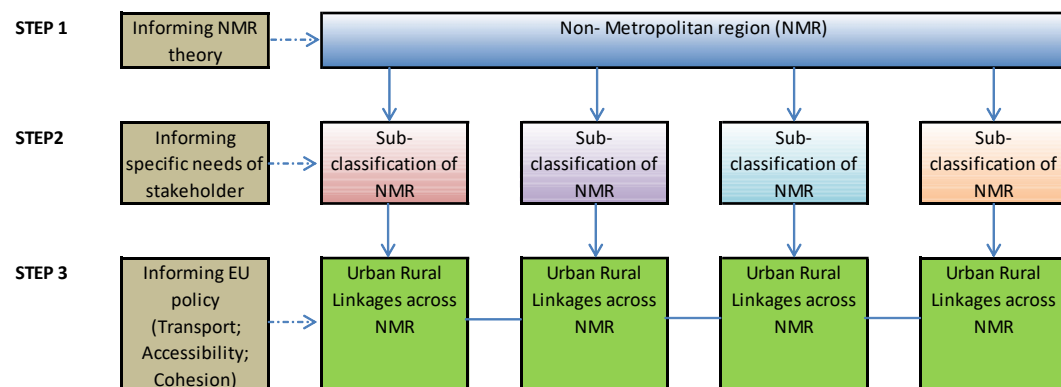 STEP 1
Informing NMR
theory
Non- Metropolitan region (NMR)
STEP2
Informing
specific needs of
stakeholder
Sub-
classification of
NMR
Sub-
classification of
NMR
Sub-
classification of
NMR
Sub-
classification of
NMR
STEP 3
Informing EU
policy
(Transport;
Accessibility;
Cohesion)
Urban Rural
Linkages across
NMR
Urban Rural
Linkages across
NMR
Urban Rural
Linkages across
NMR
Urban Rural
Linkages across
NMR